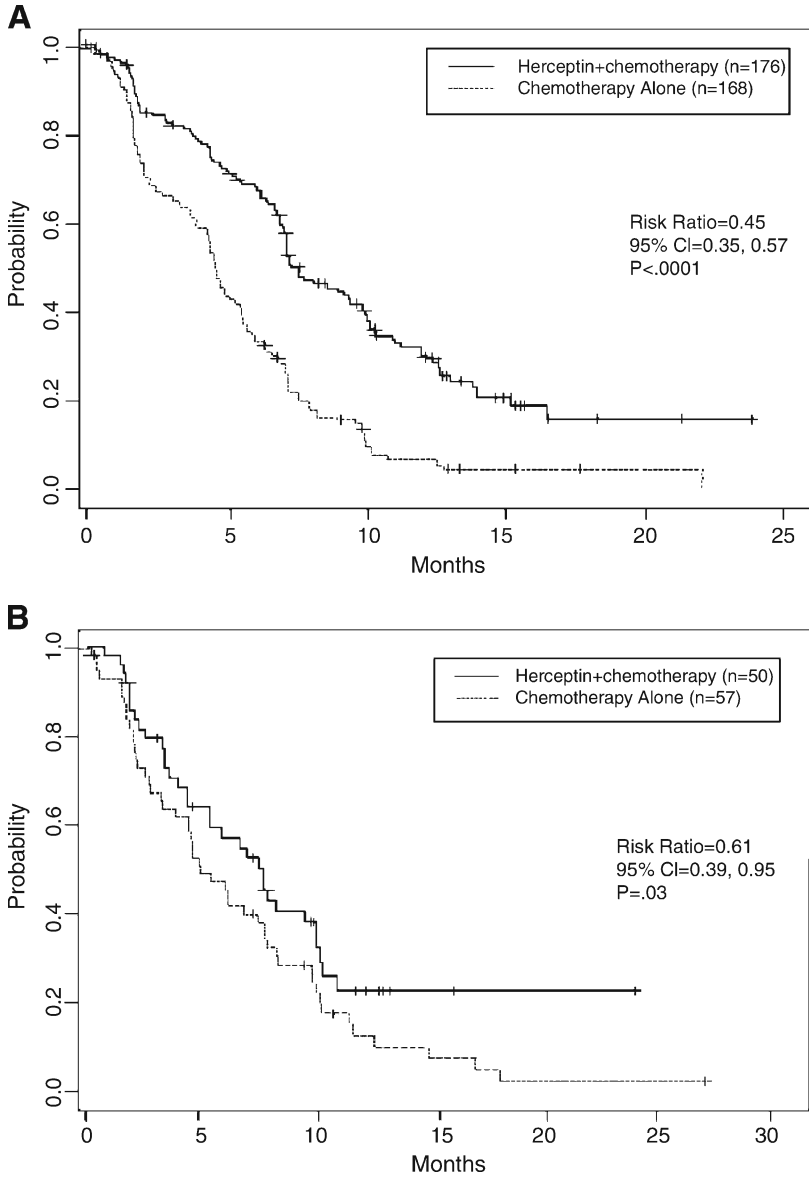 A
Herceptin+chemotherapy (n=176)
Chemotherapy Alone (n=168)
Risk Ratio=0.45
95% CI=0.35, 0.57
P<.0001
Probability
1.0
0.8
0.6
0.4
0.2
0.0
0 5 10 15 20 25
Months
B
Herceptin+chemotherapy (n=50)
Chemotherapy Alone (n=57)
Risk Ratio=0.61
95% CI=0.39, 0.95
P=.03
Probability
1.0
0.8
0.6
0.4
0.2
0.0
0 5 10 15 20 25 30
Months